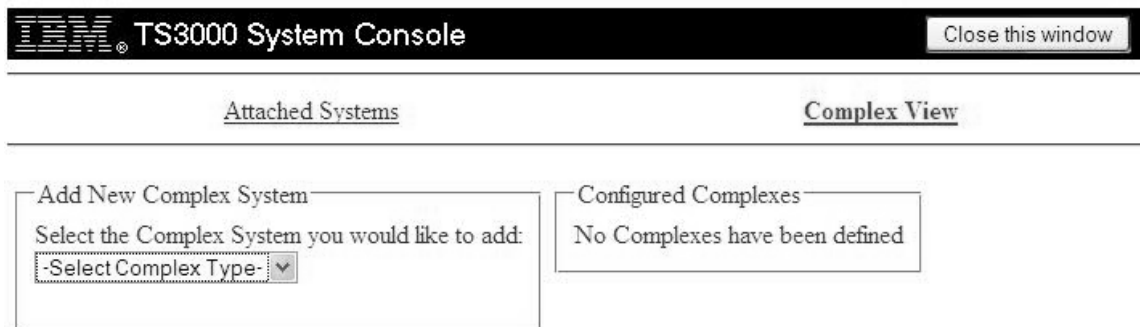 IBM® TS3000 System Console
Close this window
Attached Systems
Complex View
Add New Complex System
Select the Complex System you would like to add:
-Select Complex Type-
Configured Complexes
No Complexes have been defined